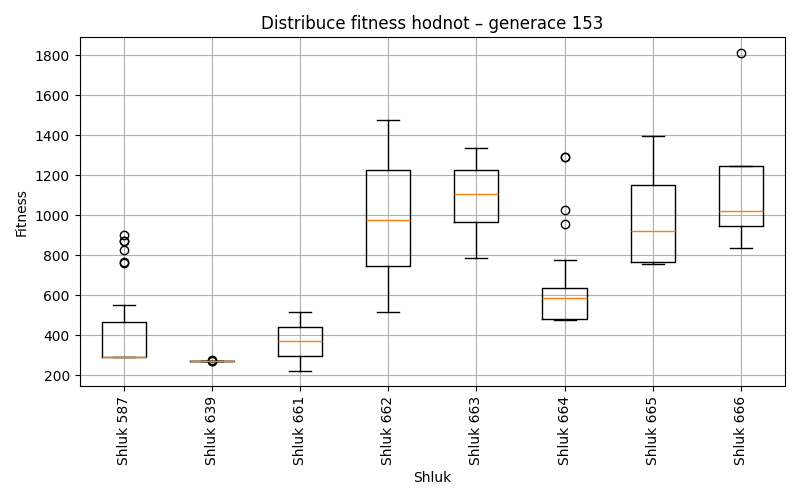 Distribuce fitness hodnot – generace 153
Fitness
1800
1600
1400
1200
1000
800
600
400
200
Shluk 587
Shluk 639
Shluk 661
Shluk 662
Shluk 663
Shluk 664
Shluk 665
Shluk 666
Shluk